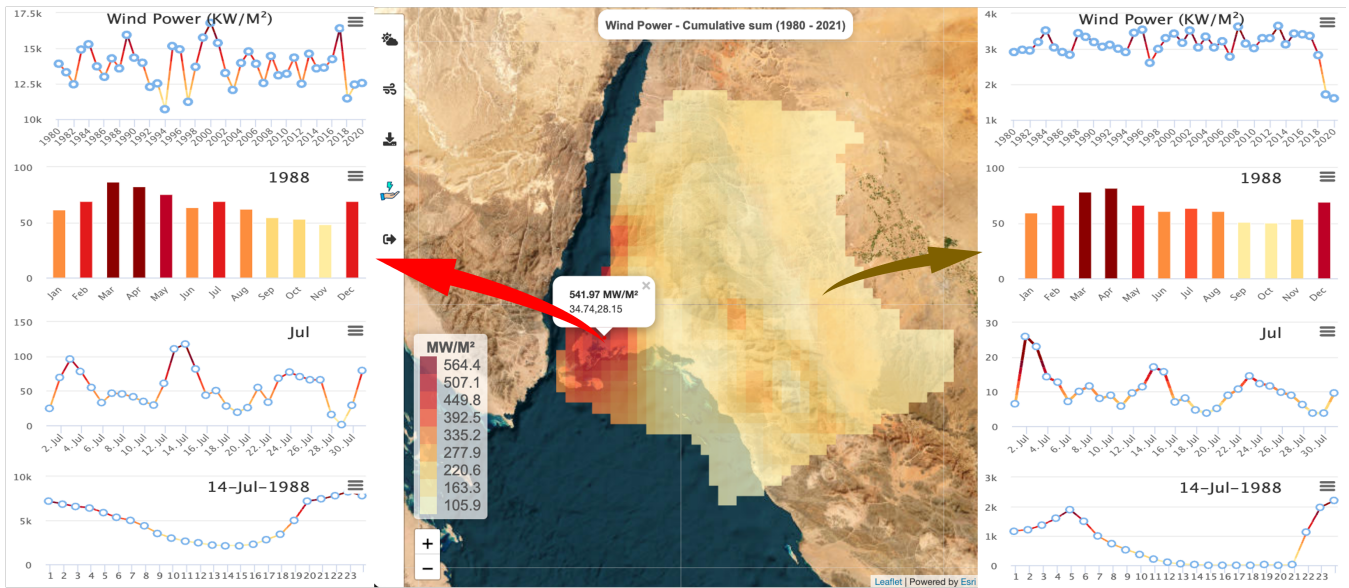 Wind Power (KW/M²)
17.5k
15k
12.5k
10k
1980 1982 1984 1986 1988 1990 1992 1994 1996 1998 2000 2002 2004 2006 2008 2010 2012 2014 2016 2018 2020
1988
100
50
0
Jan Feb Mar Apr May Jun Jul Aug Sep Oct Nov Dec
Jul
150
100
50
0
2. Jul 4. Jul 6. Jul 8. Jul 10. Jul 12. Jul 14. Jul 16. Jul 18. Jul 20. Jul 22. Jul 24. Jul 26. Jul 28. Jul 30. Jul
14-Jul-1988
10k
5k
0
1 2 3 4 5 6 7 8 9 10 11 12 13 14 15 16 17 18 19 20 21 22 23
Wind Power - Cumulative sum (1980 - 2021)
541.97 MW/M²
34.74,28.15
×
MW/M²
564.4
507.1
449.8
392.5
335.2
277.9
220.6
163.3
105.9
+
−
Leaflet | Powered by Esri
Wind Power (KW/M²)
4k
3k
2k
1k
1980 1982 1984 1986 1988 1990 1992 1994 1996 1998 2000 2002 2004 2006 2008 2010 2012 2014 2016 2018 2020
1988
100
50
0
Jan Feb Mar Apr May Jun Jul Aug Sep Oct Nov Dec
Jul
30
20
10
0
2. Jul 4. Jul 6. Jul 8. Jul 10. Jul 12. Jul 14. Jul 16. Jul 18. Jul 20. Jul 22. Jul 24. Jul 26. Jul 28. Jul 30. Jul
14-Jul-1988
3k
2k
1k
0
1 2 3 4 5 6 7 8 9 10 11 12 13 14 15 16 17 18 19 20 21 22 23